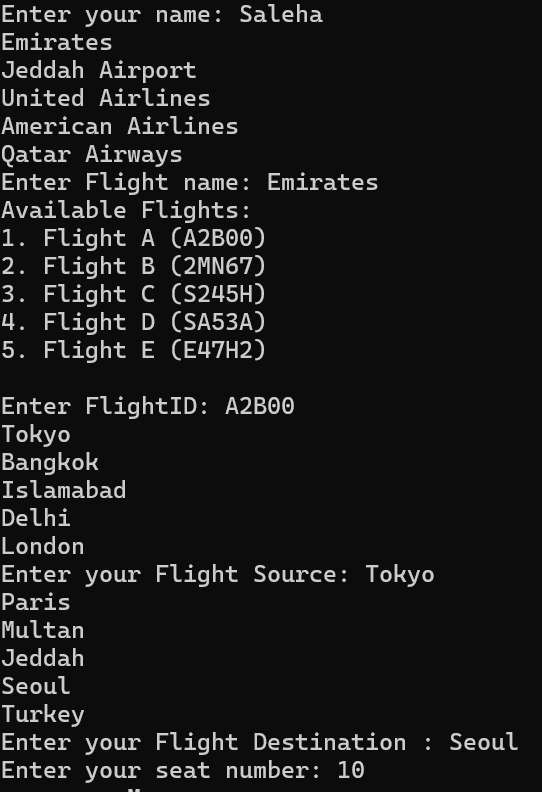 Enter your name: Saleha
Emirates
Jeddah Airport
United Airlines
American Airlines
Qatar Airways
Enter Flight name: Emirates
Available Flights:
1. Flight A (A2B00)
2. Flight B (2MN67)
3. Flight C (S245H)
4. Flight D (SA53A)
5. Flight E (E47H2)
Enter FlightID: A2B00
Tokyo
Bangkok
Islamabad
Delhi
London
Enter your Flight Source: Tokyo
Paris
Multan
Jeddah
Seoul
Turkey
Enter your Flight Destination : Seoul
Enter your seat number: 10